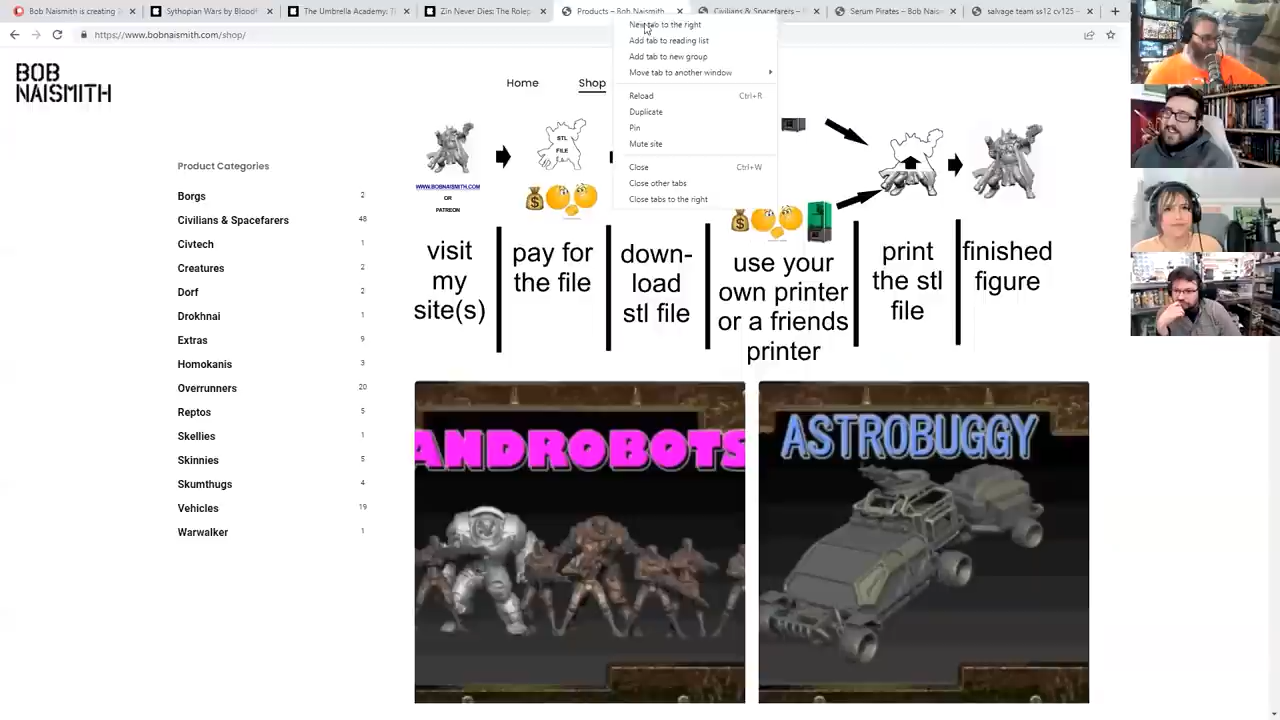 Bob Naismith is creating
Sythopian Wars by Blood
The Umbrella Academy: T
Zin Never Dies: The Rolep
Products – Bob Naismith
Civilians & Spacefarers –
Serum Pirates – Bob Nais
salvage team ss12 cv125
https://www.bobnaismith.com/shop/
BOB
NAISMITH
Home
Shop
New tab to the right
Add tab to reading list
Add tab to new group
Move tab to another window
Reload Ctrl+R
Duplicate
Pin
Mute site
Close Ctrl+W
Close other tabs
Close tabs to the right
Product Categories
Borgs 2
Civilians & Spacefarers 48
Civtech 1
Creatures 2
Dorf 2
Drokhnai 1
Extras 9
Homokanis 3
Overrunners 20
Reptos 5
Skellies 1
Skinnies 5
Skumthugs 4
Vehicles 19
Warwalker 1
WWW.BOBNAISMITH.COM
OR
PATREON
STL
FILE
visit
my
site(s)
pay for
the file
down-
load
stl file
use your
own printer
or a friends
printer
print
the stl
file
finished
figure
ANDROBOTS
ASTROBUGGY